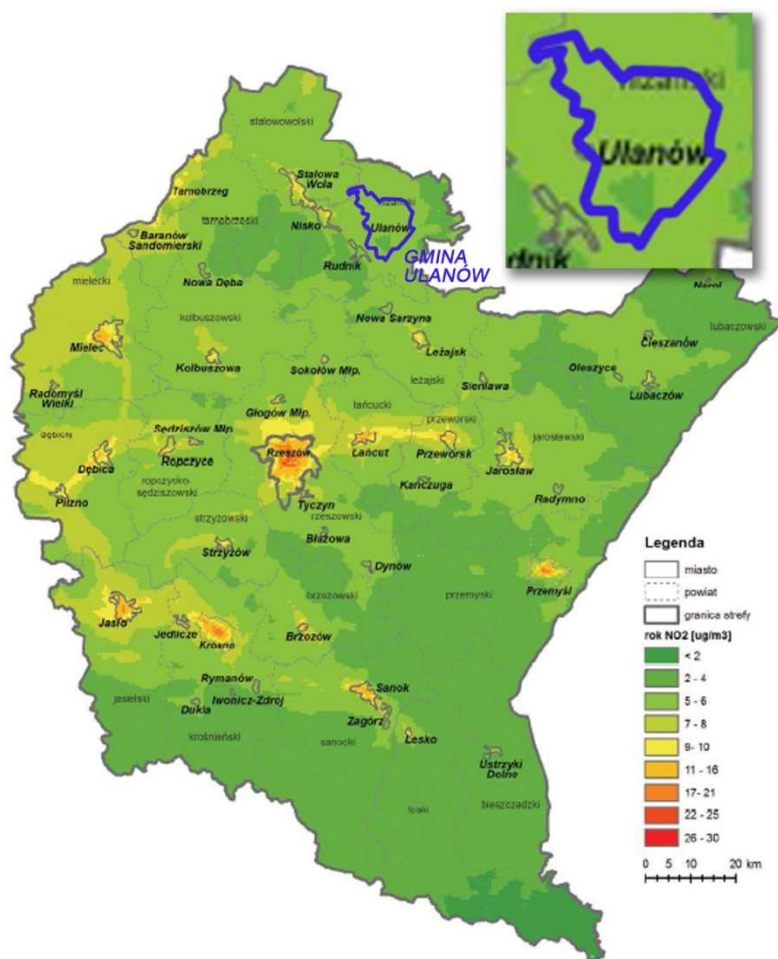 niżański
Ulanów
dnik
stalowowolski
Stalowa
Wola
Tarnobrzeg
tarnobrzeski
Nisko
niżański
Ulanów
Baranów
Sandomierski
Rudnik
GMINA
ULANÓW
mielecki
Nowa Dęba
Narol
kolbuszowski
Nowa Sarzyna
lubaczowski
Mielec
Cieszanów
Kolbuszowa
Leżajsk
Sokołów Młp.
Oleszyce
Radomyśl
Wielki
leżajski
Sieniawa
Lubaczów
Głogów Młp.
łańcucki
dębicki
Sędziszów Młp.
przeworski
jarosławski
Rzeszów
Łańcut
Przeworsk
Dębica
Ropczyce
Jarosław
ropczycko-
sędziszowski
Kańczuga
Pilzno
Tyczyn
Radymno
rzeszowski
strzyżowski
Błażowa
Strzyżów
Dynów
brzozowski
przemyski
Przemyśl
Jasło
Jedlicze
Krosno
Brzozów
Rymanów
Sanok
jasielski
Iwonicz-Zdrój
Dukla
Zagórz
krośnieński
sanocki
Lesko
Ustrzyki
Dolne
leski
bieszczadzki
Legenda
miasto
powiat
granica strefy
rok NO2 [ug/m3]
< 2
2 - 4
5 - 6
7 - 8
9- 10
11 - 16
17 - 21
22 - 25
26 - 30
0 5 10 20 km